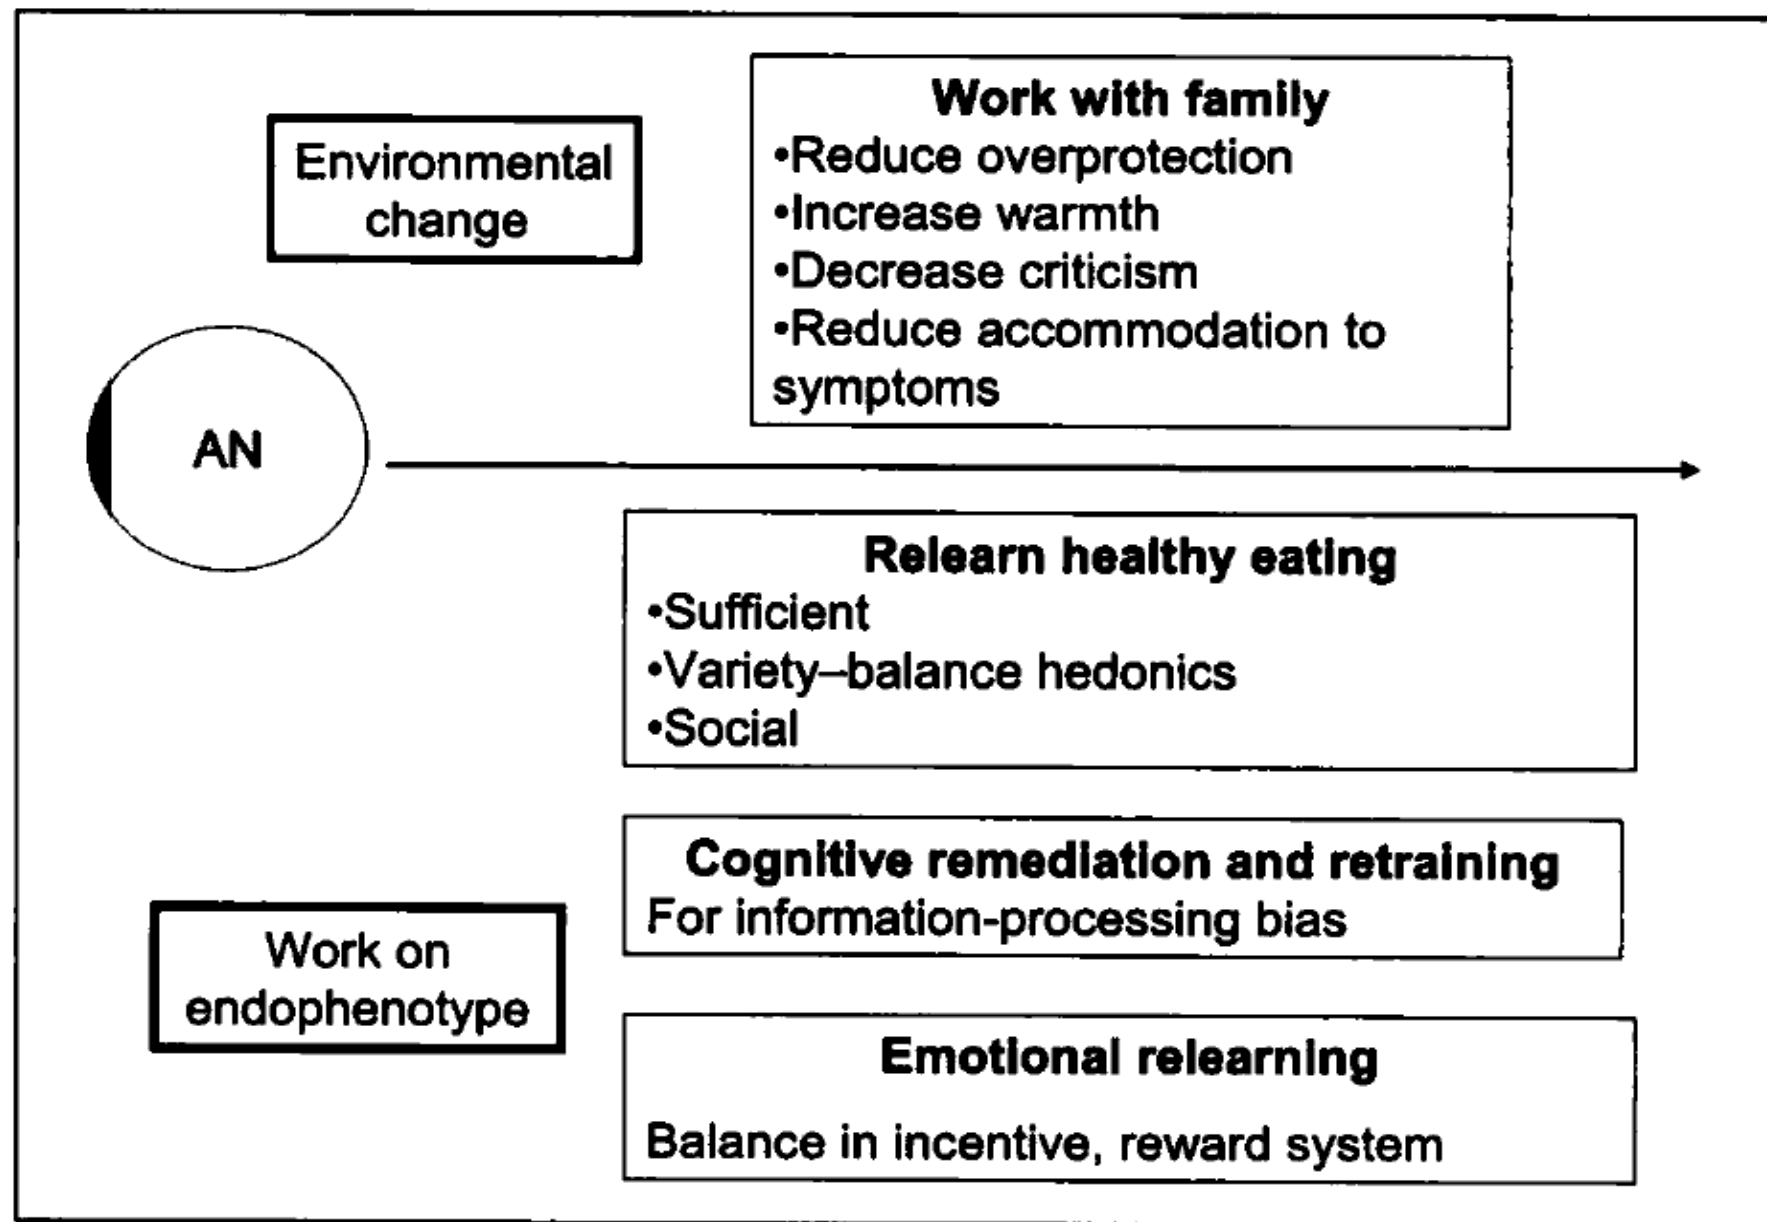 Environmental
change
Work with family
•Reduce overprotection
•Increase warmth
•Decrease criticism
•Reduce accommodation to
symptoms
AN
Relearn healthy eating
•Sufficient
•Variety–balance hedonics
•Social
Cognitive remediation and retraining
For information-processing bias
Work on
endophenotype
Emotional relearning
Balance in incentive, reward system